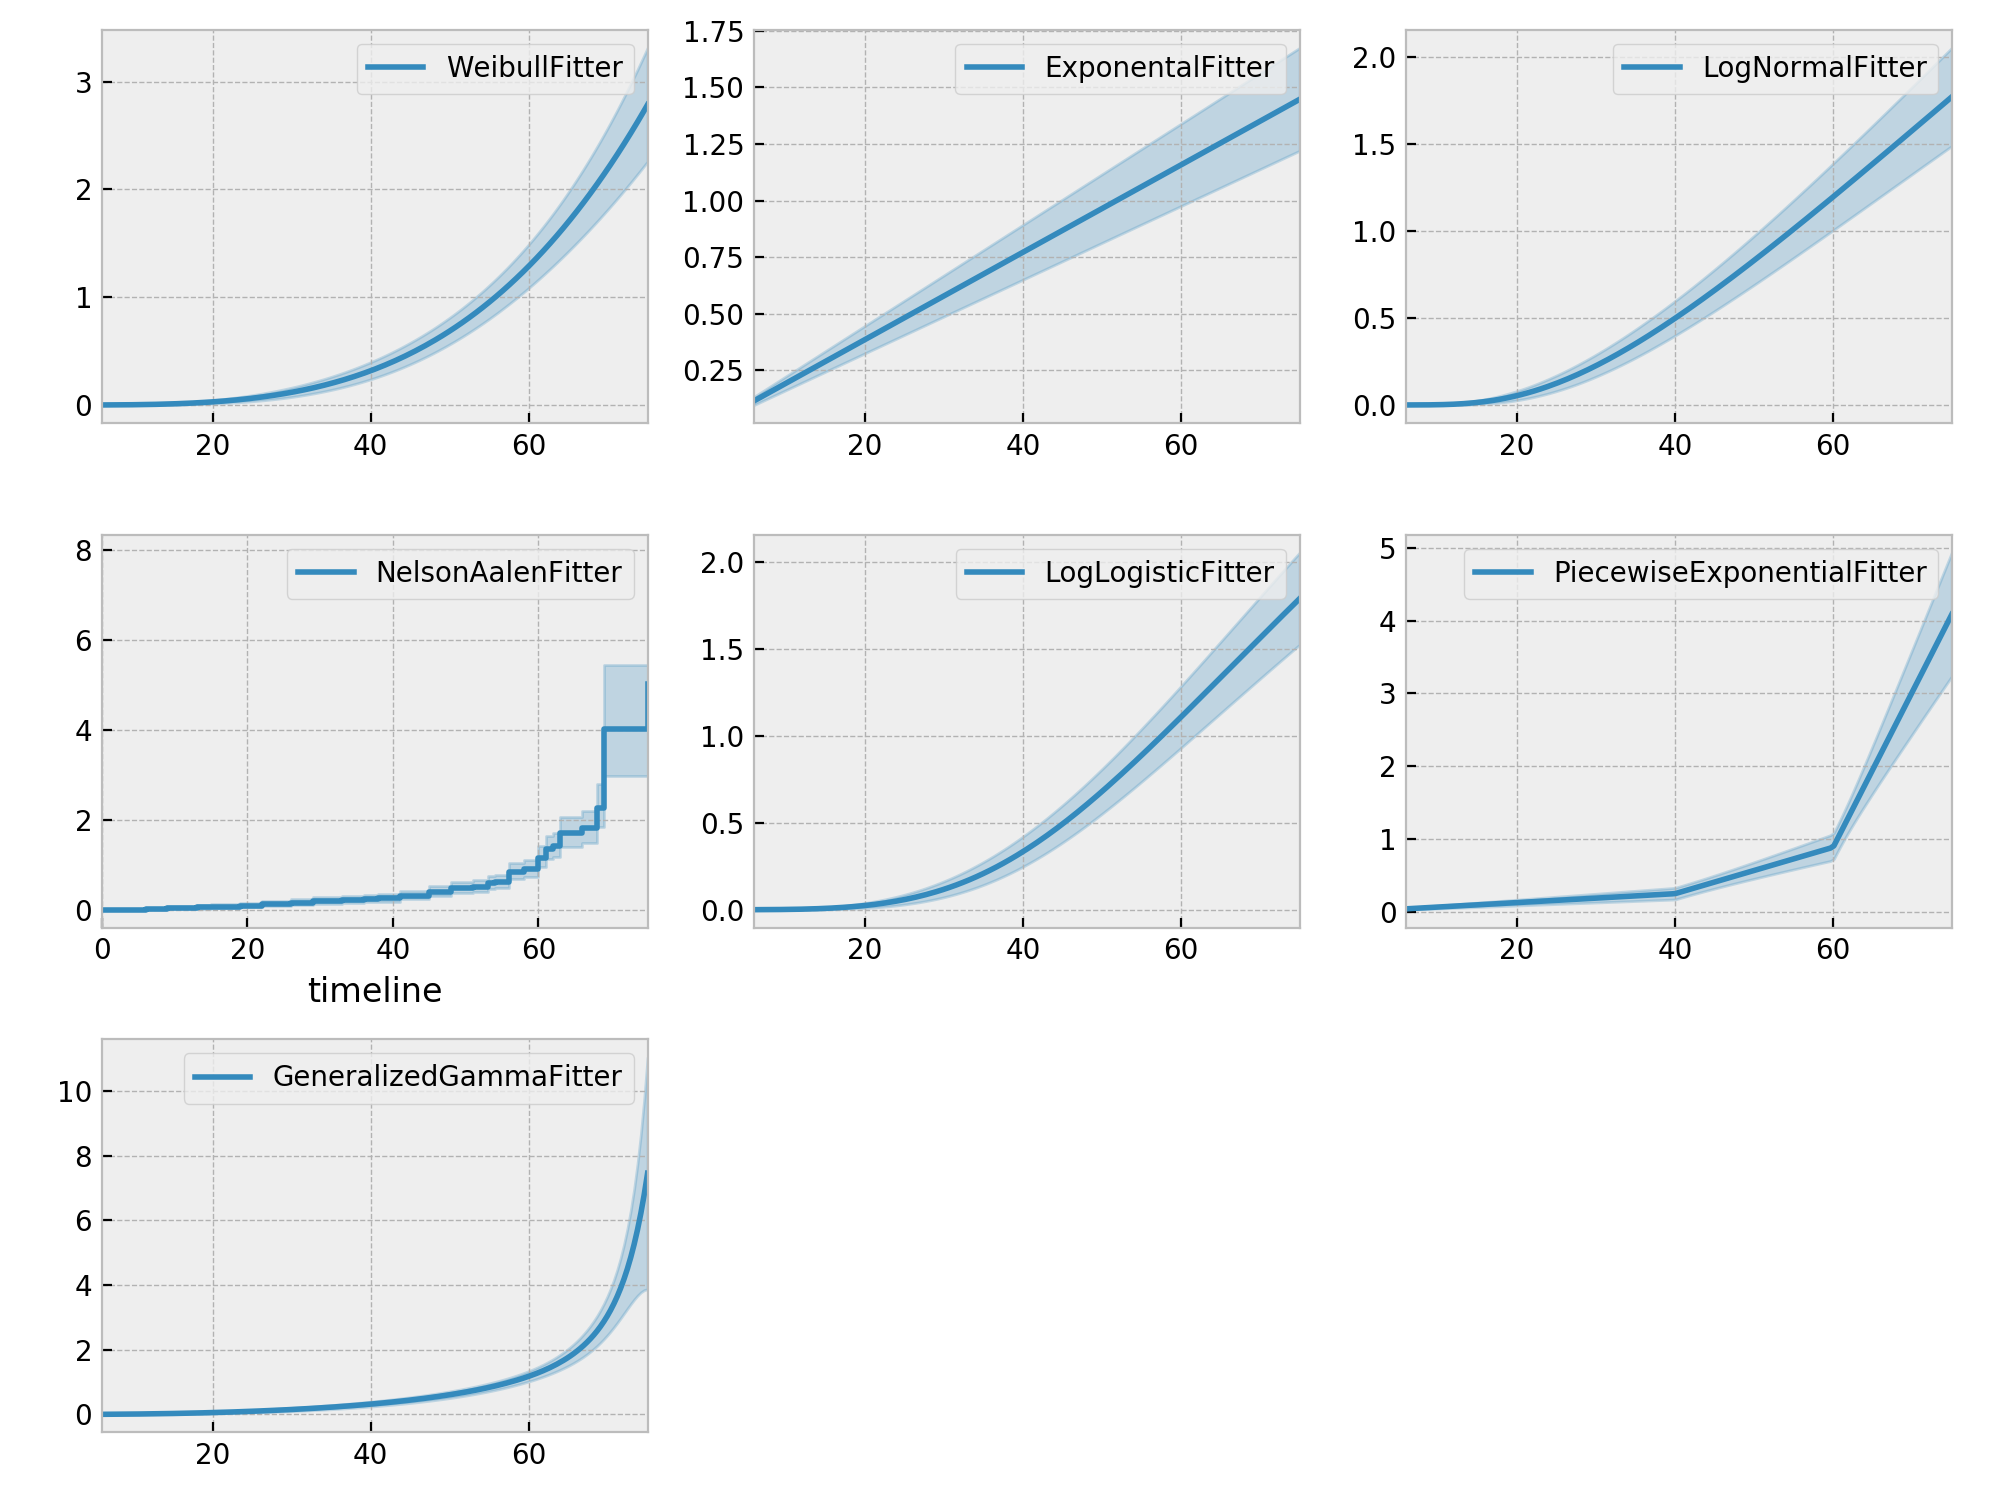 WeibullFitter
3
2
1
0
20 40 60
ExponentalFitter
1.75
1.50
1.25
1.00
0.75
0.50
0.25
20 40 60
LogNormalFitter
2.0
1.5
1.0
0.5
0.0
20 40 60
NelsonAalenFitter
8
6
4
2
0
0 20 40 60
timeline
LogLogisticFitter
2.0
1.5
1.0
0.5
0.0
20 40 60
PiecewiseExponentialFitter
5
4
3
2
1
0
20 40 60
GeneralizedGammaFitter
10
8
6
4
2
0
20 40 60